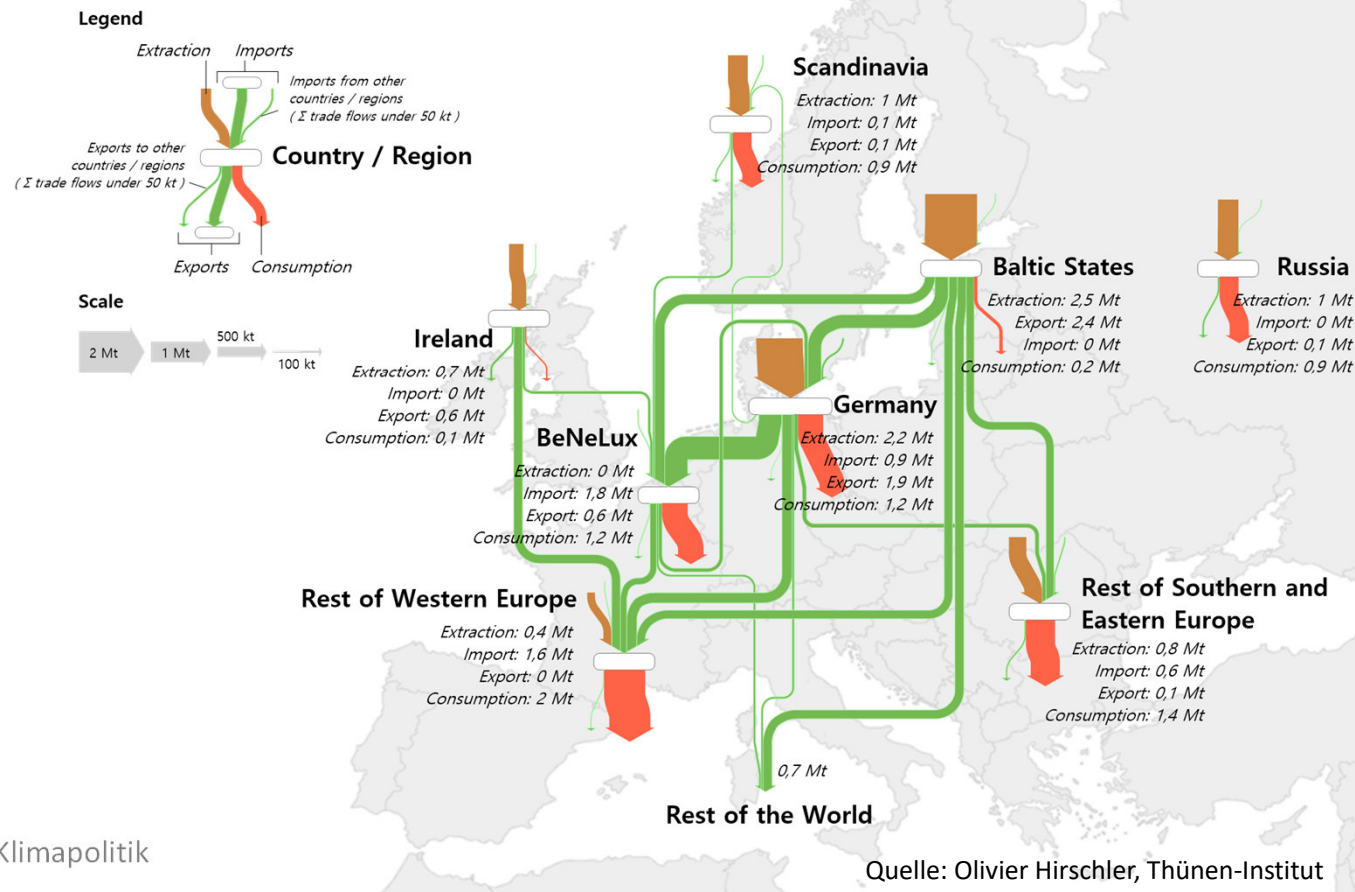 Legend
Extraction
Imports
Imports from other
countries / regions
( Σ trade flows under 50 kt )
Exports to other
countries / regions
( Σ trade flows under 50 kt )
Country / Region
Exports
Consumption
Scale
2 Mt
1 Mt
500 kt
100 kt
Scandinavia
Extraction: 1 Mt
Import: 0,1 Mt
Export: 0,1 Mt
Consumption: 0,9 Mt
Baltic States
Extraction: 2,5 Mt
Export: 2,4 Mt
Import: 0 Mt
Consumption: 0,2 Mt
Russia
Extraction: 1 Mt
Import: 0 Mt
Export: 0,1 Mt
Consumption: 0,9 Mt
Ireland
Extraction: 0,7 Mt
Import: 0 Mt
Export: 0,6 Mt
Consumption: 0,1 Mt
Germany
Extraction: 2,2 Mt
Import: 0,9 Mt
Export: 1,9 Mt
Consumption: 1,2 Mt
BeNeLux
Extraction: 0 Mt
Import: 1,8 Mt
Export: 0,6 Mt
Consumption: 1,2 Mt
Rest of Western Europe
Extraction: 0,4 Mt
Import: 1,6 Mt
Export: 0 Mt
Consumption: 2 Mt
Rest of Southern and
Eastern Europe
Extraction: 0,8 Mt
Import: 0,6 Mt
Export: 0,1 Mt
Consumption: 1,4 Mt
0,7 Mt
Rest of the World
Klimapolitik
Quelle: Olivier Hirschler, Thünen-Institut